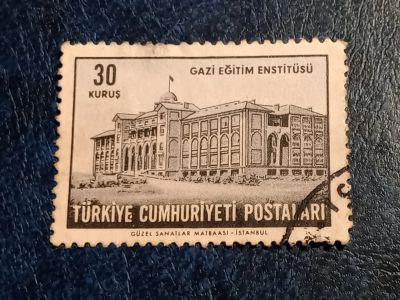 30
KURUŞ
GAZİ EĞİTİM ENSTİTÜSÜ
TÜRKİYE CUMHURİYETİ POSTALARI
GÜZEL SANATLAR MATBAASI - İSTANBUL